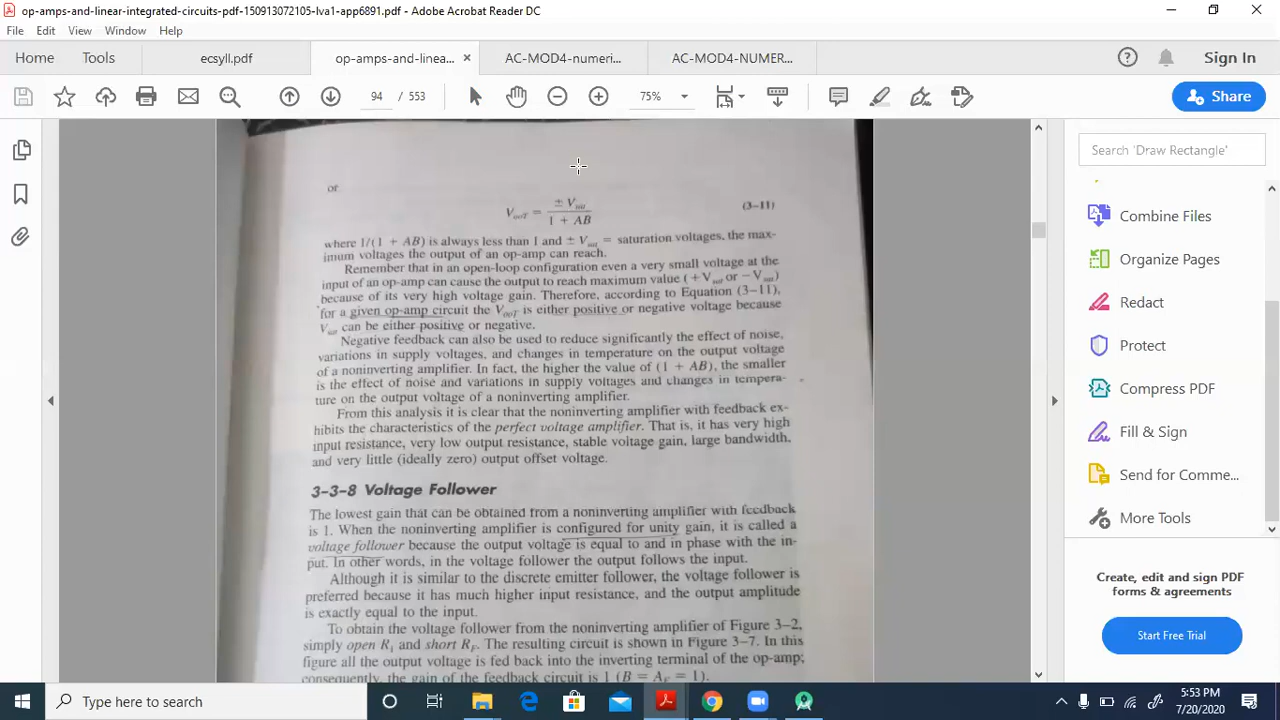 op-amps-and-linear-integrated-circuits-pdf-150913072105-lva1-app6891.pdf - Adobe Acrobat Reader DC
File Edit View Window Help
Home Tools ecsyll.pdf op-amps-and-linea... × AC-MOD4-numeri... AC-MOD4-NUMER... Sign In
94 / 553 75% Share
Search 'Draw Rectangle'
Combine Files
Organize Pages
Redact
Protect
Compress PDF
Fill & Sign
Send for Comme...
More Tools
Create, edit and sign PDF
forms & agreements
Start Free Trial
or
VooT = ± Vsat / 1 + AB (3–11)
where 1/(1 + AB) is always less than 1 and ± Vsat = saturation voltages, the max-
imum voltages the output of an op-amp can reach.
Remember that in an open-loop configuration even a very small voltage at the
input of an op-amp can cause the output to reach maximum value (+Vsat or −Vsat)
because of its very high voltage gain. Therefore, according to Equation (3–11),
for a given op-amp circuit the VooT is either positive or negative voltage because
Vsat can be either positive or negative.
Negative feedback can also be used to reduce significantly the effect of noise,
variations in supply voltages, and changes in temperature on the output voltage
of a noninverting amplifier. In fact, the higher the value of (1 + AB), the smaller
is the effect of noise and variations in supply voltages and changes in tempera-
ture on the output voltage of a noninverting amplifier.
From this analysis it is clear that the noninverting amplifier with feedback ex-
hibits the characteristics of the perfect voltage amplifier. That is, it has very high
input resistance, very low output resistance, stable voltage gain, large bandwidth,
and very little (ideally zero) output offset voltage.
3–3–8 Voltage Follower
The lowest gain that can be obtained from a noninverting amplifier with feedback
is 1. When the noninverting amplifier is configured for unity gain, it is called a
voltage follower because the output voltage is equal to and in phase with the in-
put. In other words, in the voltage follower the output follows the input.
Although it is similar to the discrete emitter follower, the voltage follower is
preferred because it has much higher input resistance, and the output amplitude
is exactly equal to the input.
To obtain the voltage follower from the noninverting amplifier of Figure 3–2,
simply open R1 and short RF. The resulting circuit is shown in Figure 3–7. In this
figure all the output voltage is fed back into the inverting terminal of the op-amp;
consequently, the gain of the feedback circuit is 1 (B = AF = 1).
Type here to search
5:53 PM
7/20/2020